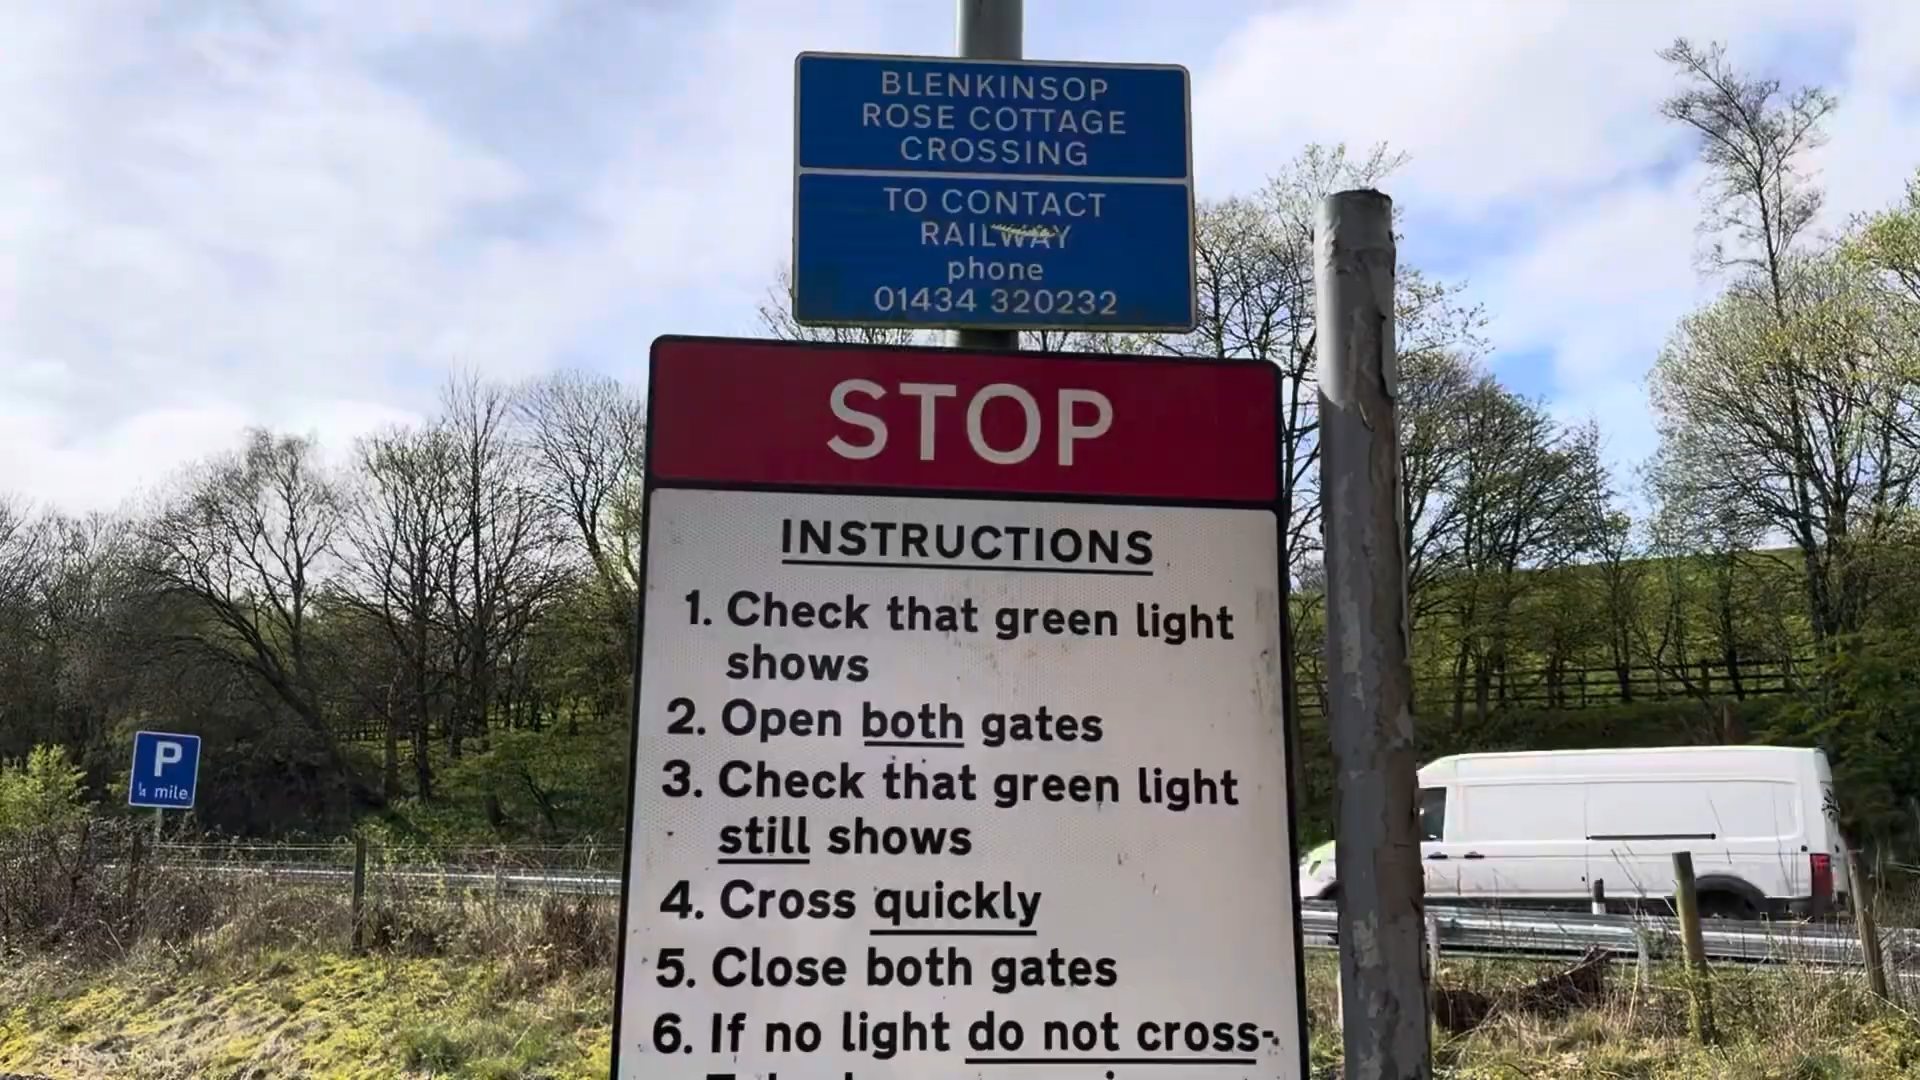 BLENKINSOP
ROSE COTTAGE
CROSSING
TO CONTACT
RAILWAY
phone
01434 320232
STOP
INSTRUCTIONS
1. Check that green light
shows
2. Open both gates
3. Check that green light
still shows
4. Cross quickly
5. Close both gates
6. If no light do not cross-
P
¼ mile